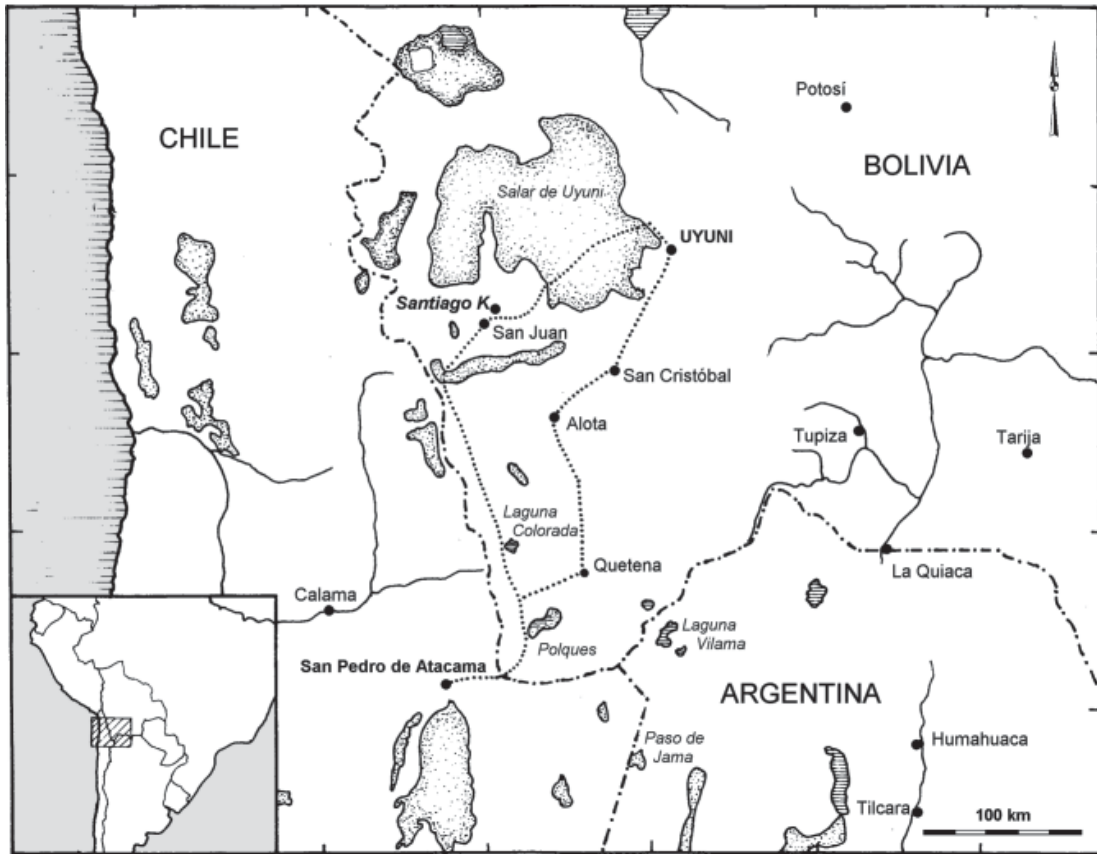 Potosí
CHILE
BOLIVIA
Salar de Uyuni
UYUNI
Santiago K
San Juan
San Cristóbal
Alota
Tupiza
Tarija
Laguna
Colorada
Quetena
La Quiaca
Calama
Laguna
Vilama
Polques
San Pedro de Atacama
ARGENTINA
Paso de
Jama
Humahuaca
Tilcara
100 km